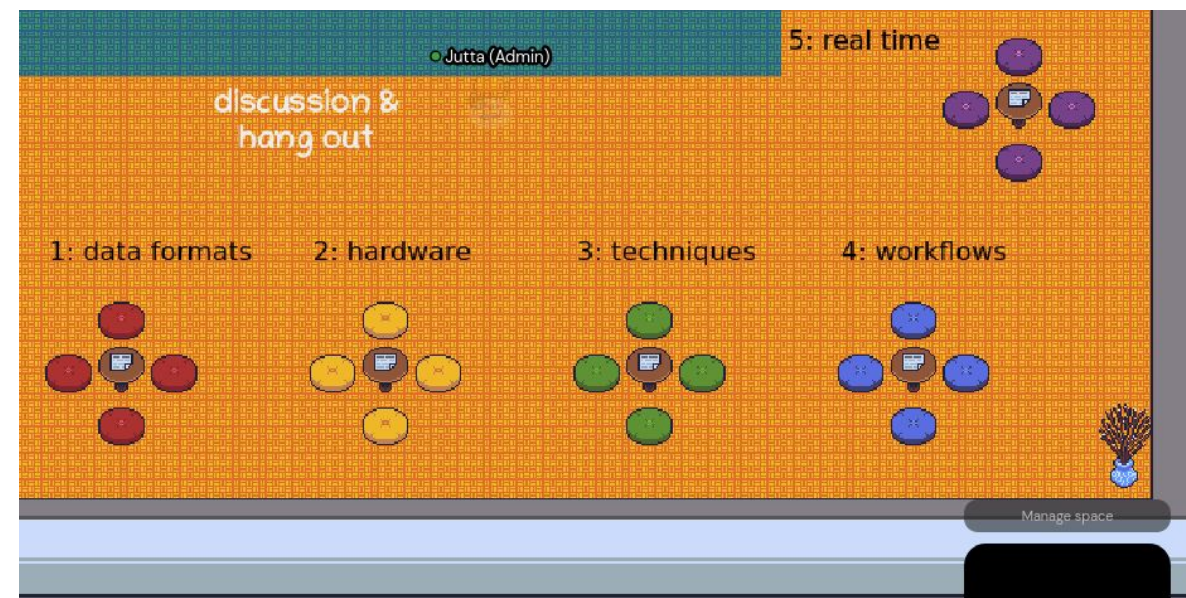 5: real time
Jutta (Admin)
discussion &
hang out
1: data formats
2: hardware
3: techniques
4: workflows
Manage space